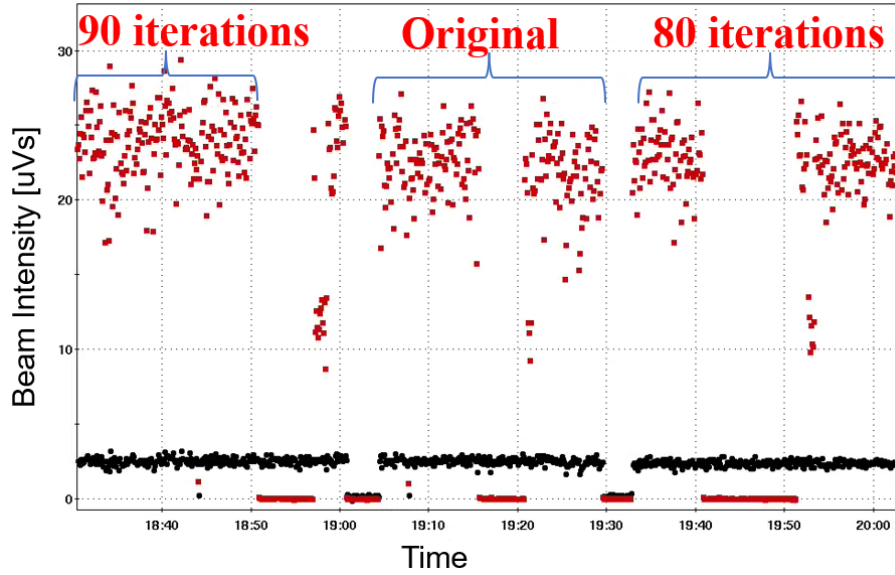 90 iterations
Original
80 iterations
30
20
10
0
Beam Intensity [uVs]
18:40 18:50 19:00 19:10 19:20 19:30 19:40 19:50 20:00
Time